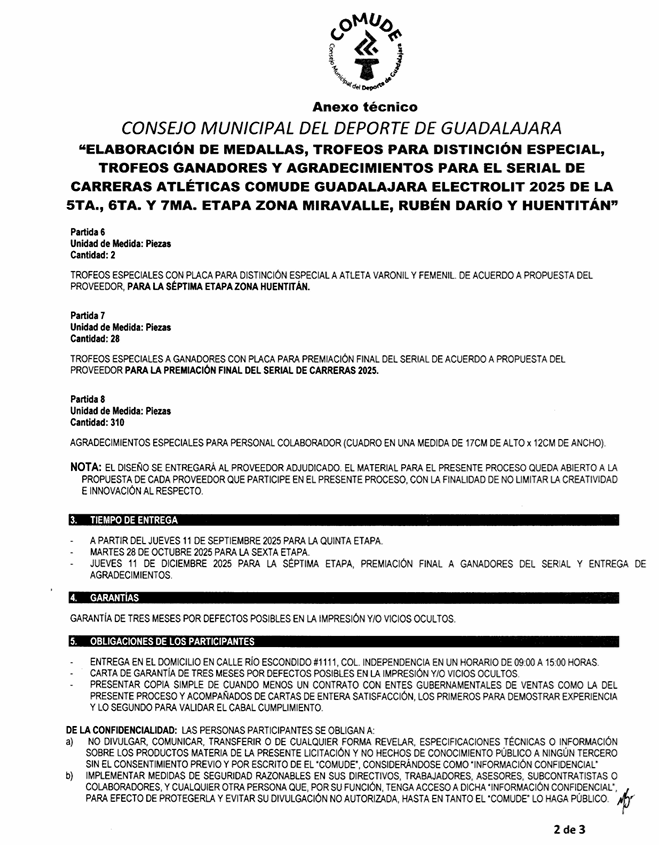 COMUDE
Consejo Municipal del Deporte de Guadalajara
Anexo técnico
CONSEJO MUNICIPAL DEL DEPORTE DE GUADALAJARA
“ELABORACIÓN DE MEDALLAS, TROFEOS PARA DISTINCIÓN ESPECIAL,
TROFEOS GANADORES Y AGRADECIMIENTOS PARA EL SERIAL DE
CARRERAS ATLÉTICAS COMUDE GUADALAJARA ELECTROLIT 2025 DE LA
5TA., 6TA. Y 7MA. ETAPA ZONA MIRAVALLE, RUBÉN DARÍO Y HUENTITÁN”
Partida 6
Unidad de Medida: Piezas
Cantidad: 2
TROFEOS ESPECIALES CON PLACA PARA DISTINCIÓN ESPECIAL A ATLETA VARONIL Y FEMENIL. DE ACUERDO A PROPUESTA DEL
PROVEEDOR, PARA LA SÉPTIMA ETAPA ZONA HUENTITÁN.
Partida 7
Unidad de Medida: Piezas
Cantidad: 28
TROFEOS ESPECIALES A GANADORES CON PLACA PARA PREMIACIÓN FINAL DEL SERIAL DE ACUERDO A PROPUESTA DEL
PROVEEDOR PARA LA PREMIACIÓN FINAL DEL SERIAL DE CARRERAS 2025.
Partida 8
Unidad de Medida: Piezas
Cantidad: 310
AGRADECIMIENTOS ESPECIALES PARA PERSONAL COLABORADOR (CUADRO EN UNA MEDIDA DE 17CM DE ALTO x 12CM DE ANCHO).
NOTA: EL DISEÑO SE ENTREGARÁ AL PROVEEDOR ADJUDICADO. EL MATERIAL PARA EL PRESENTE PROCESO QUEDA ABIERTO A LA
PROPUESTA DE CADA PROVEEDOR QUE PARTICIPE EN EL PRESENTE PROCESO, CON LA FINALIDAD DE NO LIMITAR LA CREATIVIDAD
E INNOVACIÓN AL RESPECTO.
3. TIEMPO DE ENTREGA
- A PARTIR DEL JUEVES 11 DE SEPTIEMBRE 2025 PARA LA QUINTA ETAPA.
- MARTES 28 DE OCTUBRE 2025 PARA LA SEXTA ETAPA.
- JUEVES 11 DE DICIEMBRE 2025 PARA LA SÉPTIMA ETAPA, PREMIACIÓN FINAL A GANADORES DEL SERIAL Y ENTREGA DE
AGRADECIMIENTOS.
4. GARANTÍAS
GARANTÍA DE TRES MESES POR DEFECTOS POSIBLES EN LA IMPRESIÓN Y/O VICIOS OCULTOS.
5. OBLIGACIONES DE LOS PARTICIPANTES
- ENTREGA EN EL DOMICILIO EN CALLE RÍO ESCONDIDO #1111, COL. INDEPENDENCIA EN UN HORARIO DE 09:00 A 15:00 HORAS.
- CARTA DE GARANTÍA DE TRES MESES POR DEFECTOS POSIBLES EN LA IMPRESIÓN Y/O VICIOS OCULTOS.
- PRESENTAR COPIA SIMPLE DE CUANDO MENOS UN CONTRATO CON ENTES GUBERNAMENTALES DE VENTAS COMO LA DEL
PRESENTE PROCESO Y ACOMPAÑADOS DE CARTAS DE ENTERA SATISFACCIÓN, LOS PRIMEROS PARA DEMOSTRAR EXPERIENCIA
Y LO SEGUNDO PARA VALIDAR EL CABAL CUMPLIMIENTO.
DE LA CONFIDENCIALIDAD: LAS PERSONAS PARTICIPANTES SE OBLIGAN A:
a) NO DIVULGAR, COMUNICAR, TRANSFERIR O DE CUALQUIER FORMA REVELAR, ESPECIFICACIONES TÉCNICAS O INFORMACIÓN
SOBRE LOS PRODUCTOS MATERIA DE LA PRESENTE LICITACIÓN Y NO HECHOS DE CONOCIMIENTO PÚBLICO A NINGÚN TERCERO
SIN EL CONSENTIMIENTO PREVIO Y POR ESCRITO DE EL “COMUDE”, CONSIDERÁNDOSE COMO “INFORMACIÓN CONFIDENCIAL”
b) IMPLEMENTAR MEDIDAS DE SEGURIDAD RAZONABLES EN SUS DIRECTIVOS, TRABAJADORES, ASESORES, SUBCONTRATISTAS O
COLABORADORES, Y CUALQUIER OTRA PERSONA QUE, POR SU FUNCIÓN, TENGA ACCESO A DICHA “INFORMACIÓN CONFIDENCIAL”,
PARA EFECTO DE PROTEGERLA Y EVITAR SU DIVULGACIÓN NO AUTORIZADA, HASTA EN TANTO EL “COMUDE” LO HAGA PÚBLICO.
2 de 3